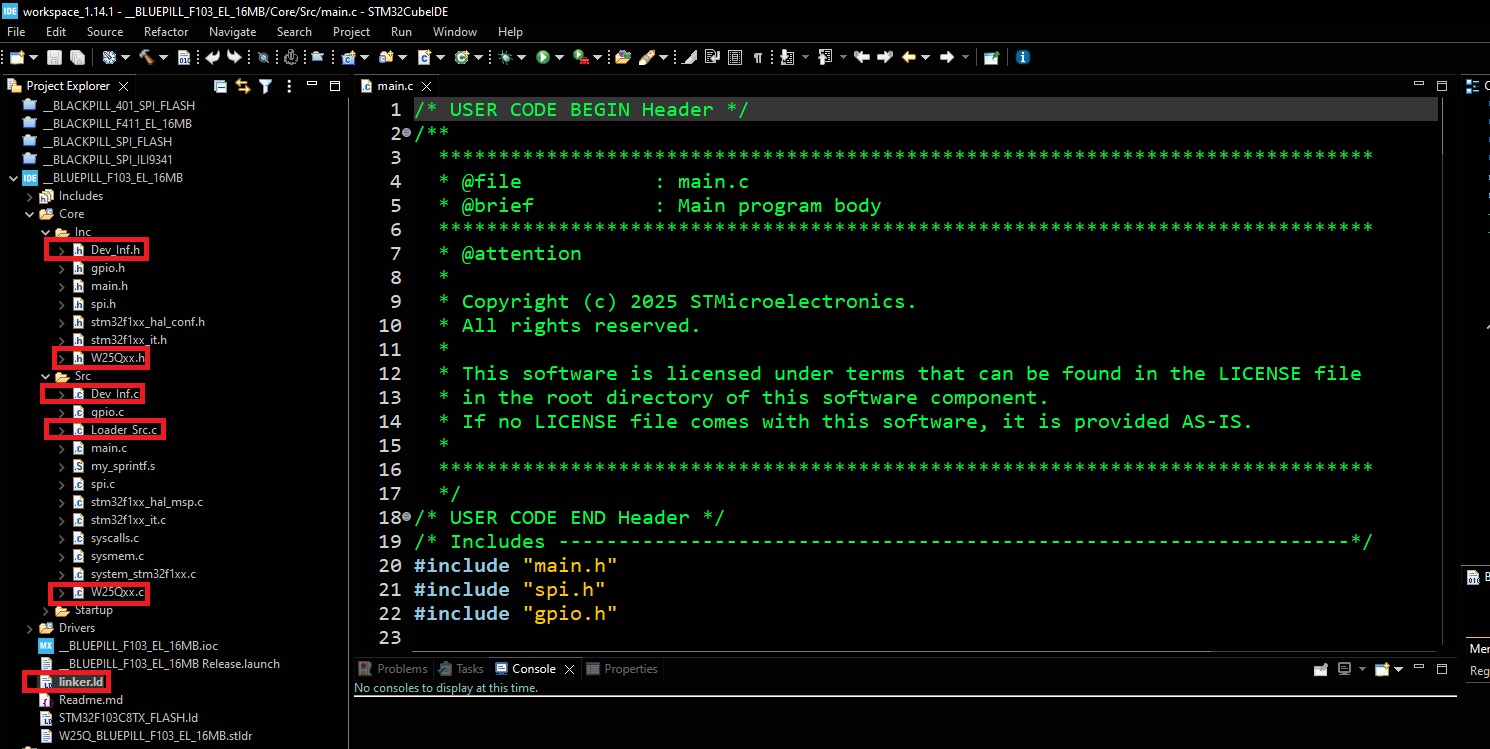 IDE workspace_1.14.1 - __BLUEPILL_F103_EL_16MB/Core/Src/main.c - STM32CubeIDE
File Edit Source Refactor Navigate Search Project Run Window Help
Project Explorer
__BLACKPILL_401_SPI_FLASH
__BLACKPILL_F411_EL_16MB
__BLACKPILL_SPI_FLASH
__BLACKPILL_SPI_ILI9341
IDE __BLUEPILL_F103_EL_16MB
Includes
Core
Inc
Dev_Inf.h
gpio.h
main.h
spi.h
stm32f1xx_hal_conf.h
stm32f1xx_it.h
W25Qxx.h
Src
Dev_Inf.c
gpio.c
Loader_Src.c
main.c
my_sprintf.s
spi.c
stm32f1xx_hal_msp.c
stm32f1xx_it.c
syscalls.c
sysmem.c
system_stm32f1xx.c
W25Qxx.c
Startup
Drivers
MX __BLUEPILL_F103_EL_16MB.ioc
__BLUEPILL_F103_EL_16MB Release.launch
linker.ld
Readme.md
STM32F103C8TX_FLASH.ld
W25Q_BLUEPILL_F103_EL_16MB.stldr
main.c
1 /* USER CODE BEGIN Header */
2 /**
3 ******************************************************************************
4 * @file : main.c
5 * @brief : Main program body
6 ******************************************************************************
7 * @attention
8 *
9 * Copyright (c) 2025 STMicroelectronics.
10 * All rights reserved.
11 *
12 * This software is licensed under terms that can be found in the LICENSE file
13 * in the root directory of this software component.
14 * If no LICENSE file comes with this software, it is provided AS-IS.
15 *
16 ******************************************************************************
17 */
18 /* USER CODE END Header */
19 /* Includes ------------------------------------------------------------------*/
20 #include "main.h"
21 #include "spi.h"
22 #include "gpio.h"
23
Problems Tasks Console Properties
No consoles to display at this time.